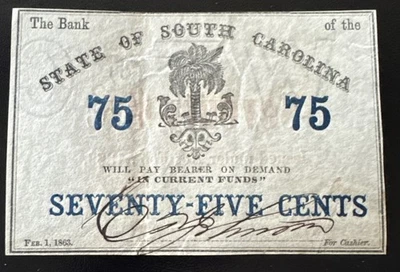 The Bank of the
STATE OF SOUTH CAROLINA
75 75
WILL PAY BEARER ON DEMAND
"IN CURRENT FUNDS"
SEVENTY-FIVE CENTS
FEB. 1, 1863. For Cashier.